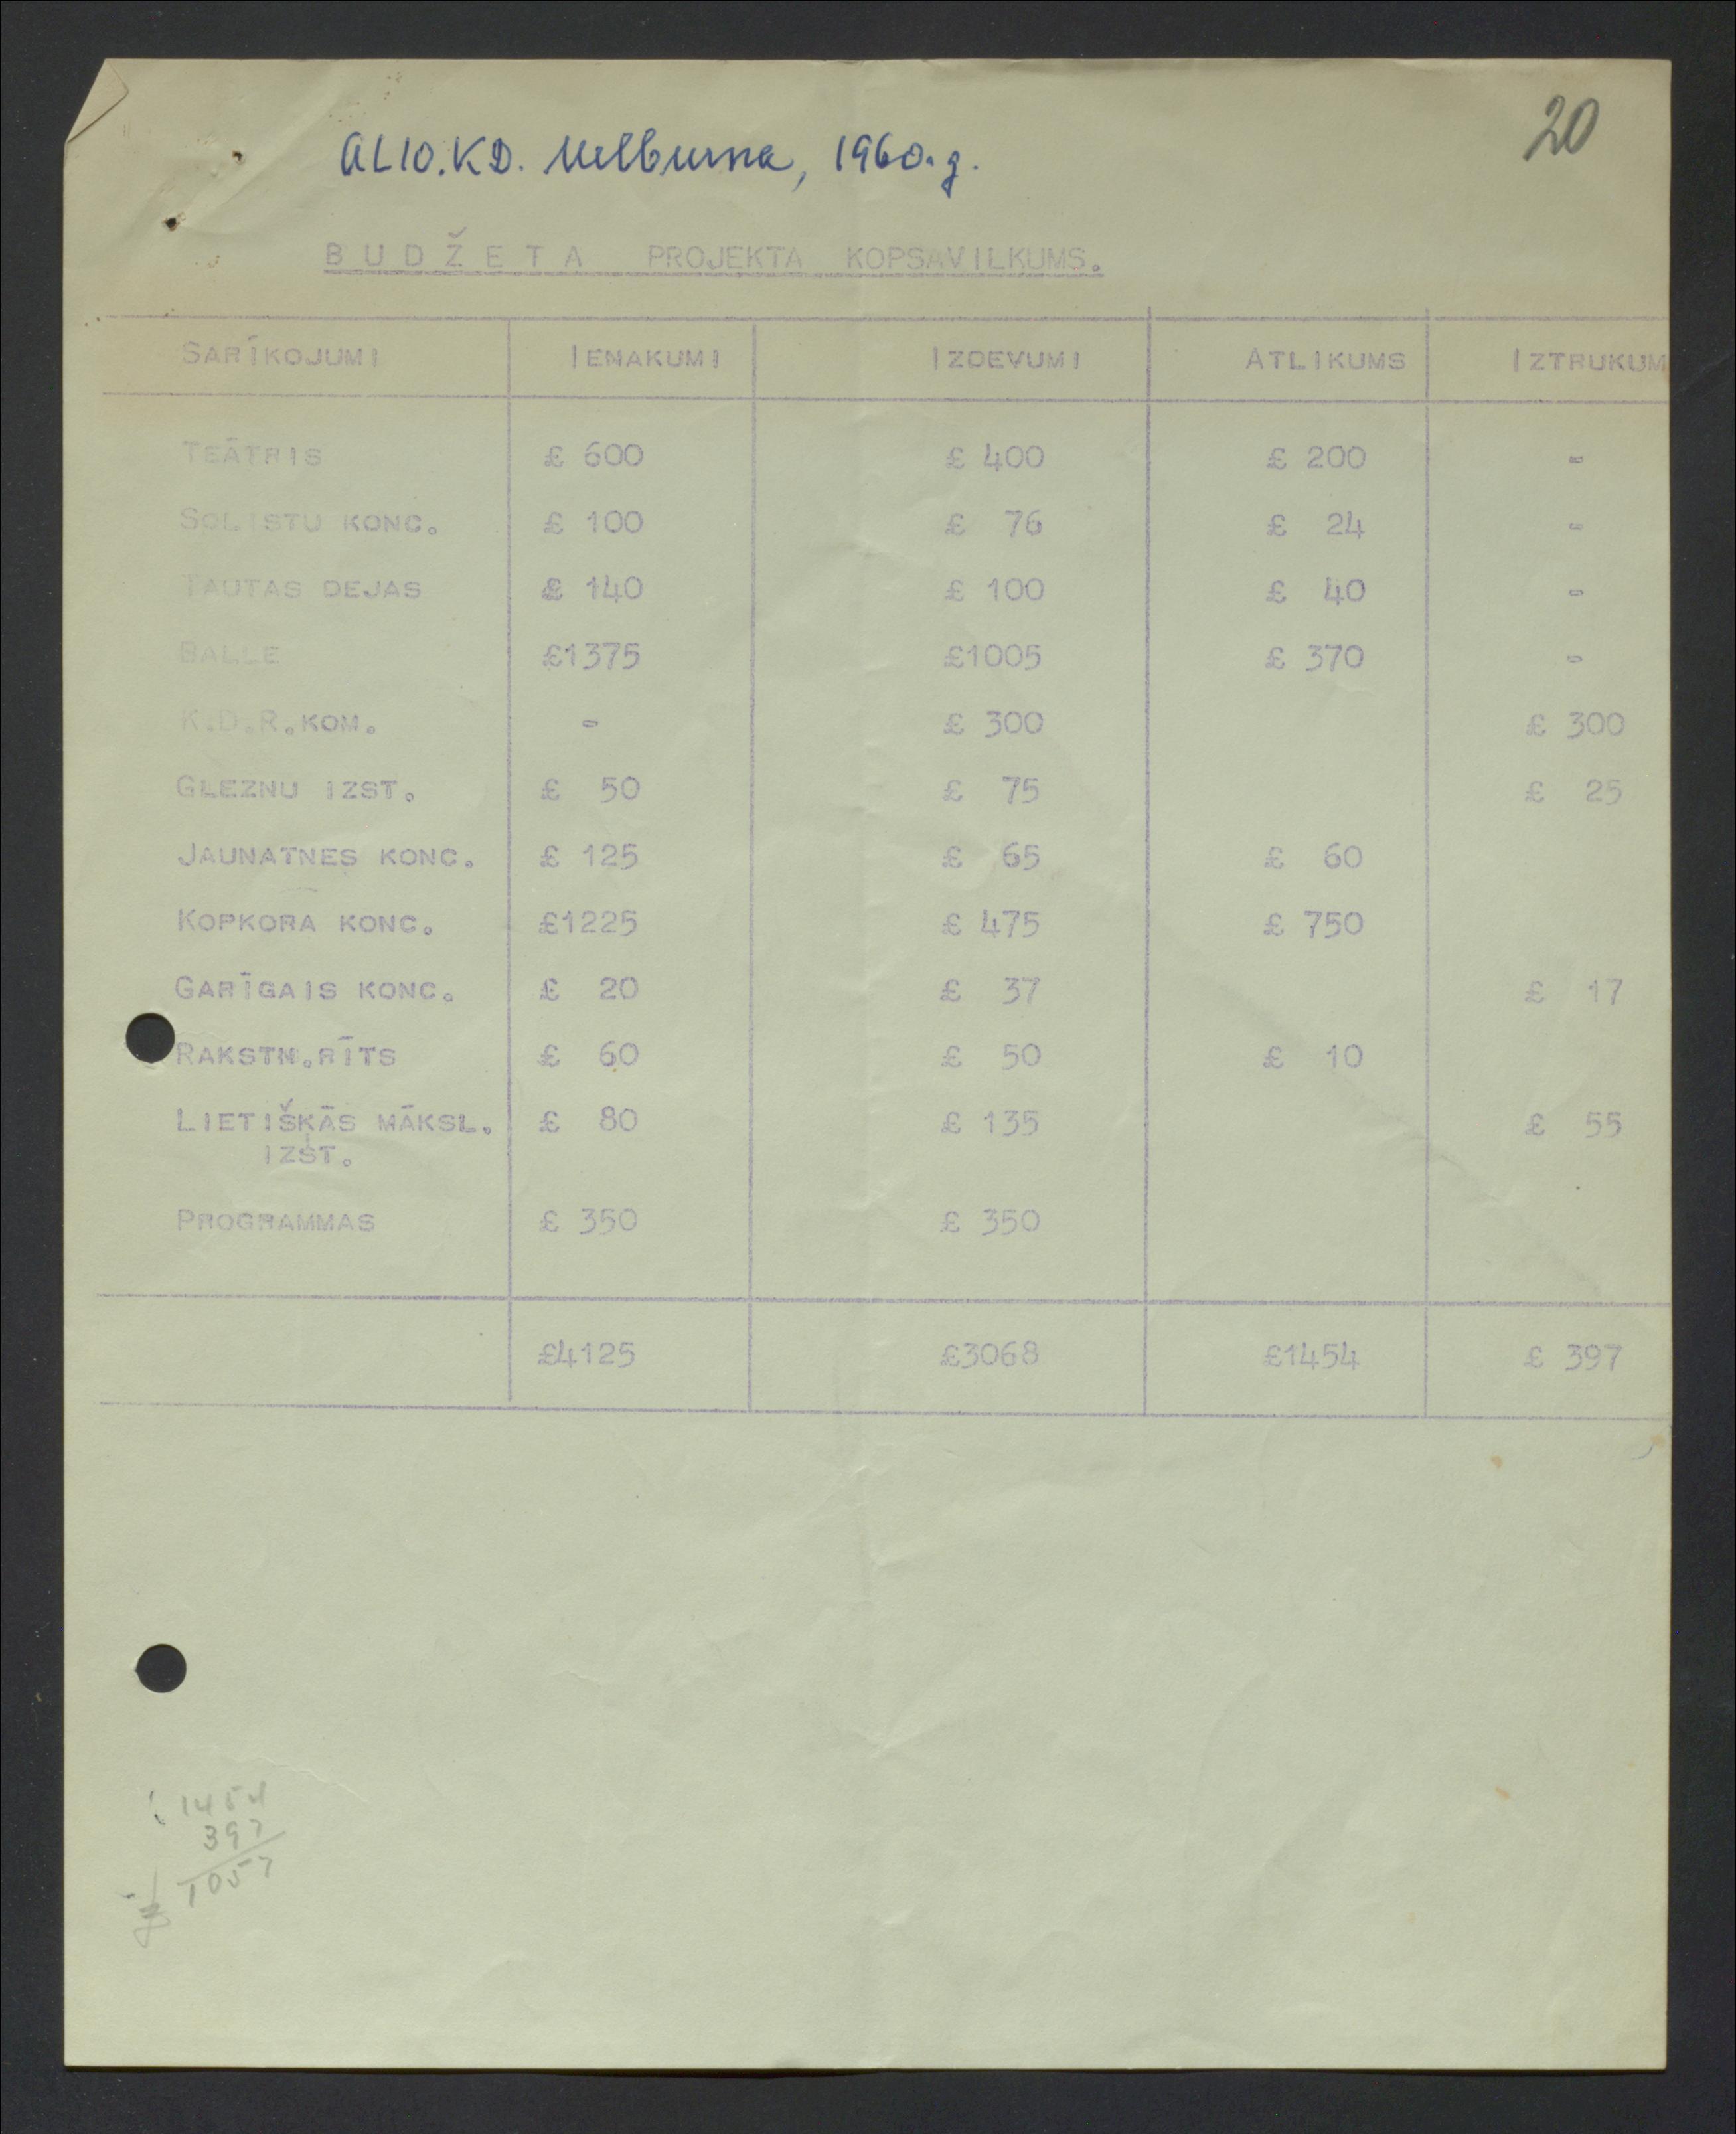 20
AL10.KD. Melburna, 1960.g.
BUDŽETA PROJEKTA KOPSAVILKUMS.
SARĪKOJUMI IENAKUMI IZDEVUMI ATLIKUMS IZTRUKUM
TEĀTRIS £ 600 £ 400 £ 200 -
SOLISTU KONC. £ 100 £ 76 £ 24 -
TAUTAS DEJAS £ 140 £ 100 £ 40 -
BALLE £1375 £1005 £ 370 -
K.D.R.KOM. - £ 300 £ 300
GLEZNU IZST. £ 50 £ 75 £ 25
JAUNATNES KONC. £ 125 £ 65 £ 60
KOPKORA KONC. £1225 £ 475 £ 750
GARĪGAIS KONC. £ 20 £ 37 £ 17
RAKSTN.RĪTS £ 60 £ 50 £ 10
LIETIŠKĀS MĀKSL. £ 80 £ 135 £ 55
IZST.
PROGRAMMAS £ 350 £ 350
£4125 £3068 £1454 £ 397
1454
397
1057